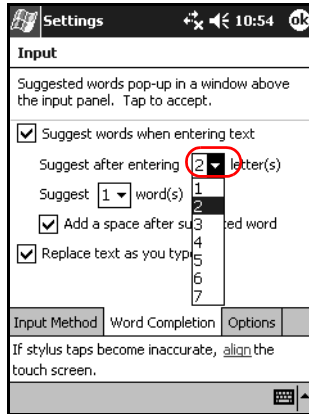 Settings 10:54 ok
Input
Suggested words pop-up in a window above
the input panel. Tap to accept.
Suggest words when entering text
Suggest after entering 2 letter(s)
Suggest 1 word(s)
1
2
3
4
5
6
7
Add a space after su ted word
Replace text as you typ
Input Method Word Completion Options
If stylus taps become inaccurate, align the
touch screen.